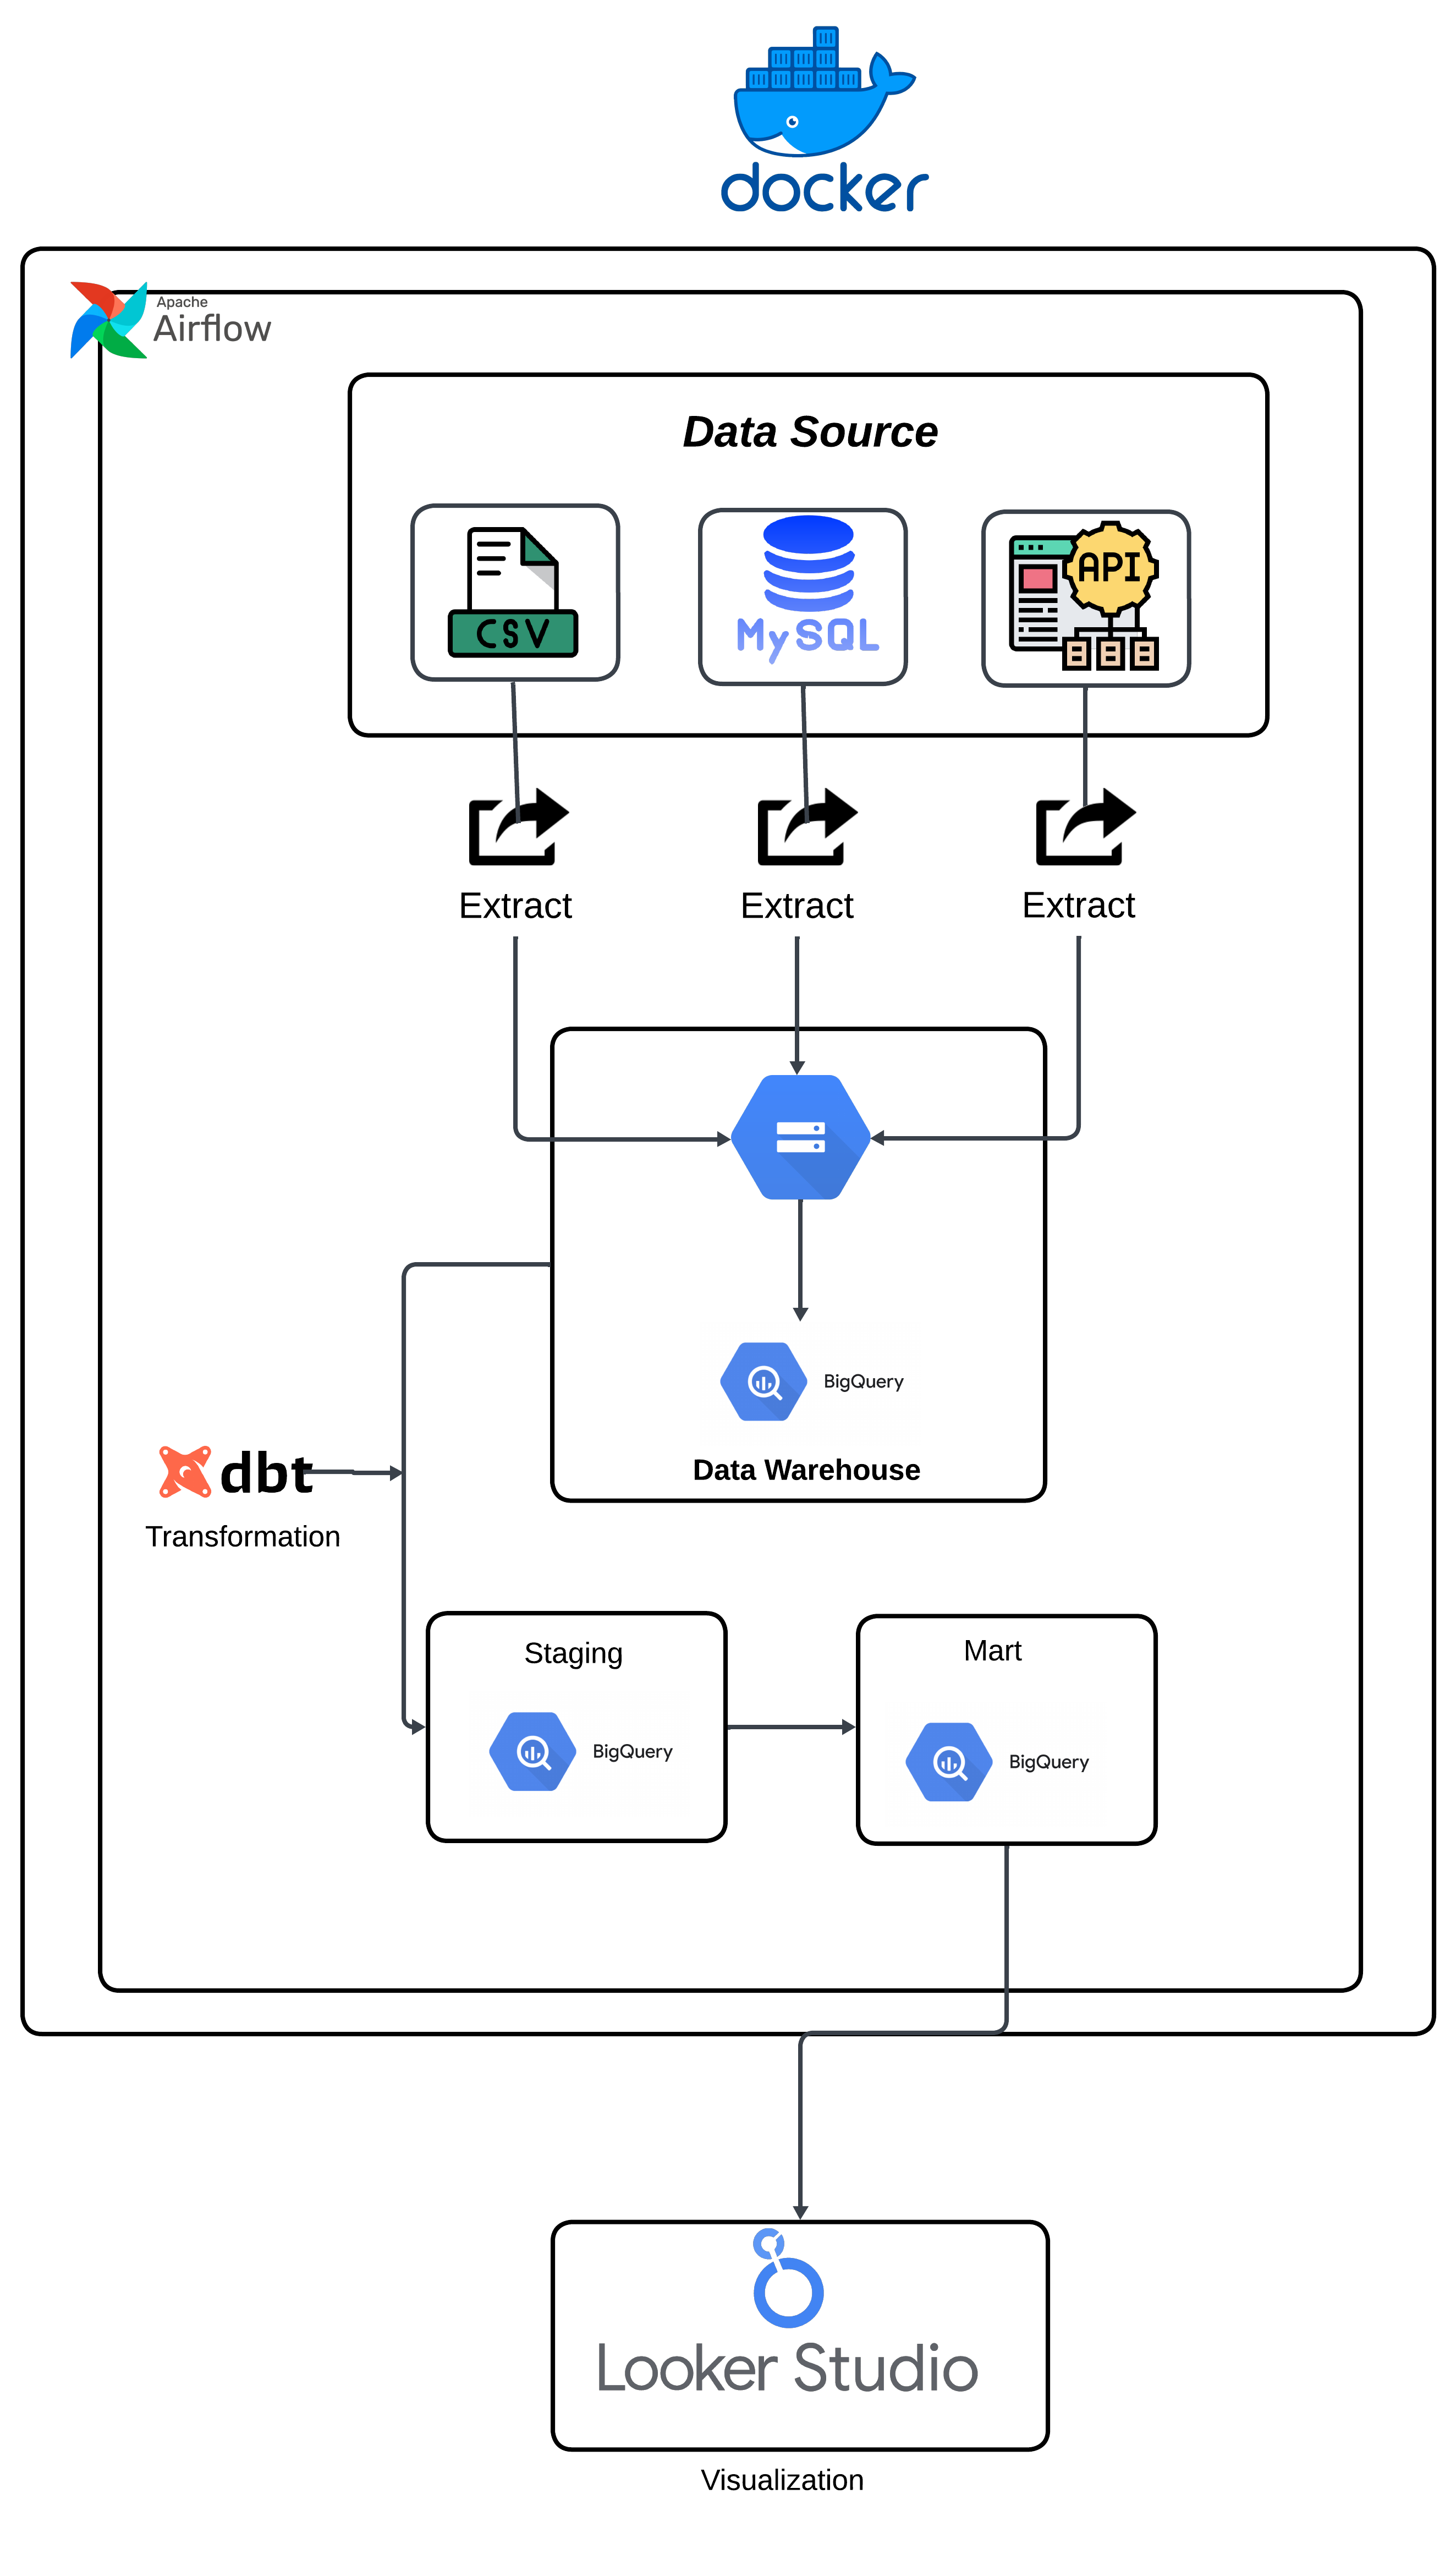 docker
Apache
Airflow
Data Source
CSV
MySQL
API
Extract
Extract
Extract
BigQuery
Data Warehouse
dbt
Transformation
Staging
BigQuery
Mart
BigQuery
Looker Studio
Visualization